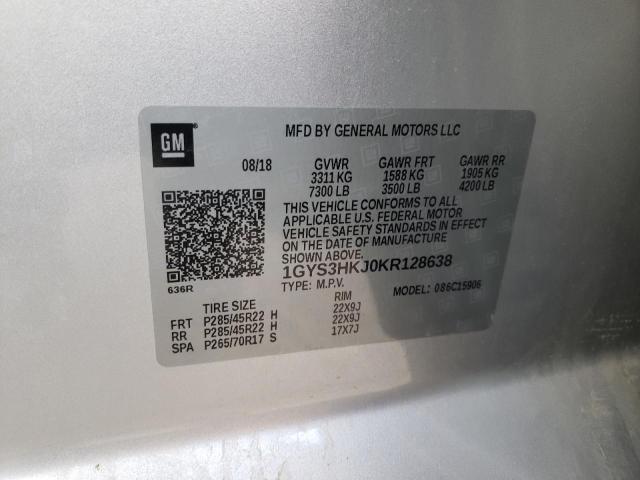 GM
MFD BY GENERAL MOTORS LLC
08/18 GVWR GAWR FRT GAWR RR
3311 KG 1588 KG 1905 KG
7300 LB 3500 LB 4200 LB
THIS VEHICLE CONFORMS TO ALL
APPLICABLE U.S. FEDERAL MOTOR
VEHICLE SAFETY STANDARDS IN EFFECT
ON THE DATE OF MANUFACTURE
SHOWN ABOVE.
1GYS3HKJ0KR128638
TYPE: M.P.V. MODEL: 086C15906
636R
TIRE SIZE RIM
FRT P285/45R22 H 22X9J
RR P285/45R22 H 22X9J
SPA P265/70R17 S 17X7J